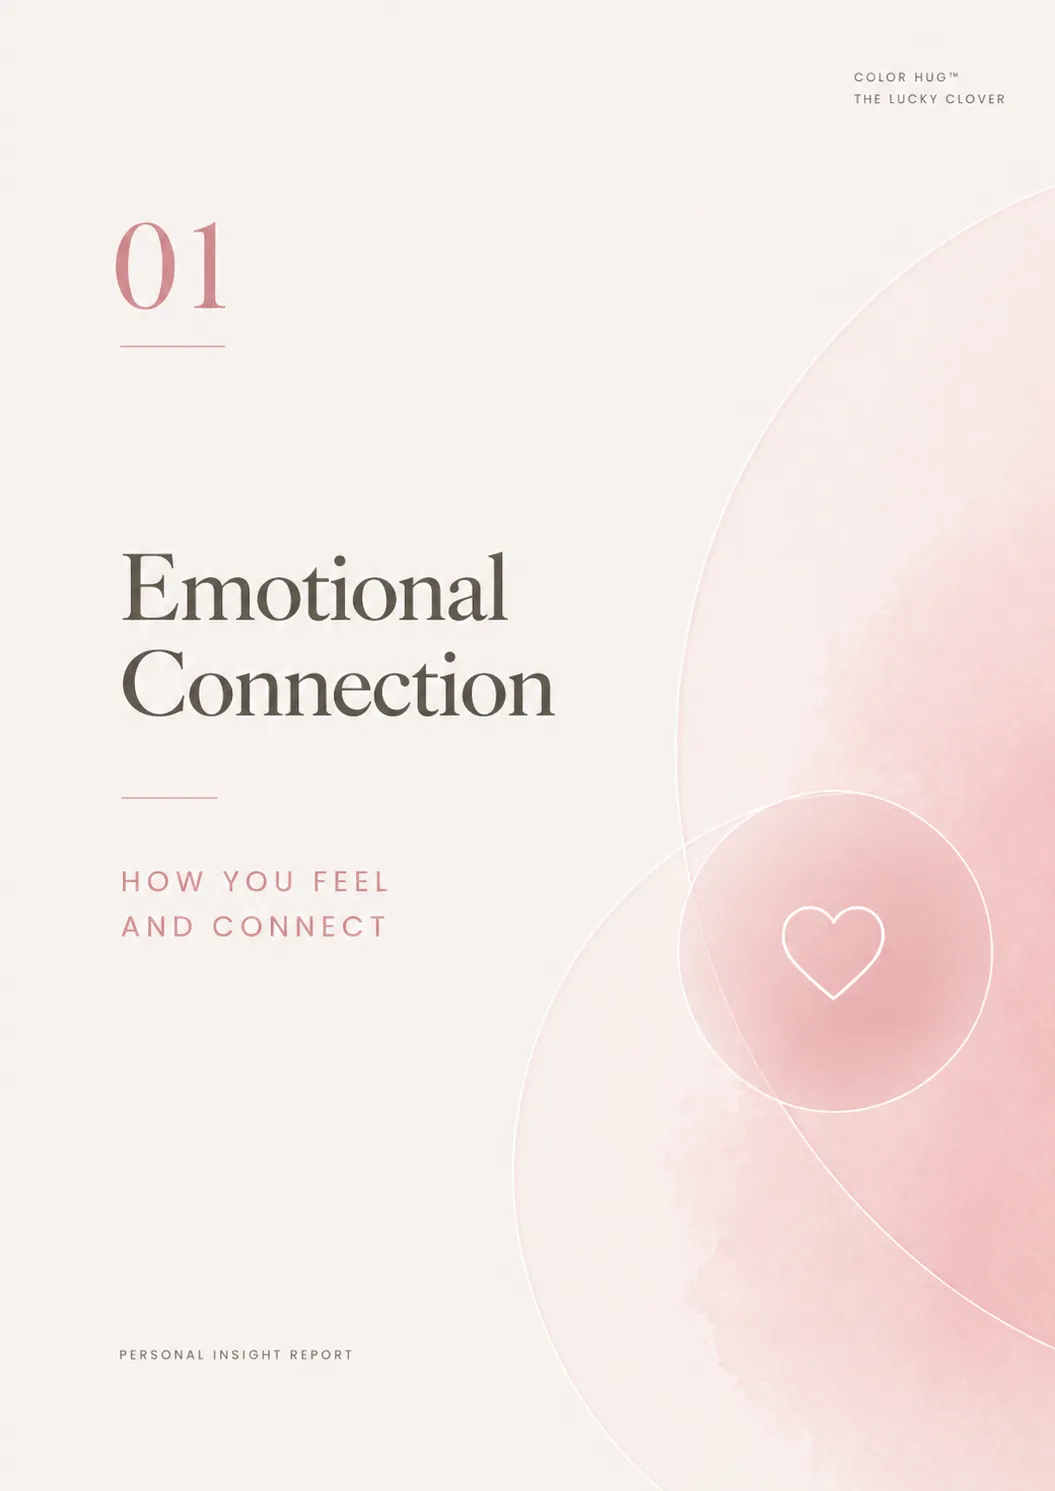 COLOR HUG™
THE LUCKY CLOVER
01
Emotional
Connection
HOW YOU FEEL
AND CONNECT
PERSONAL INSIGHT REPORT